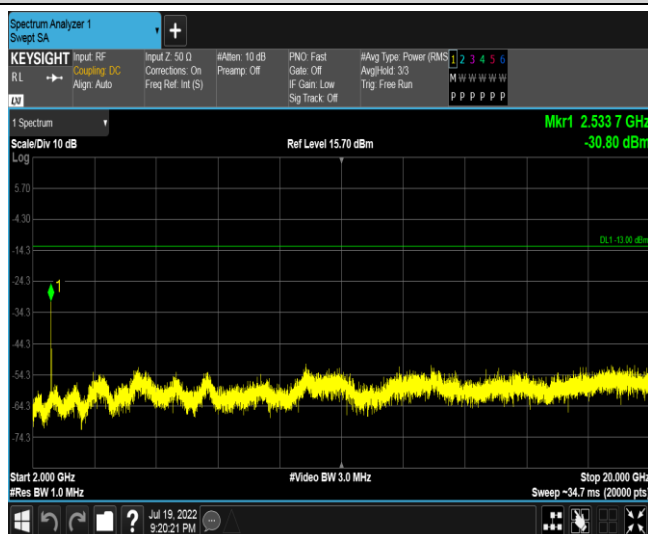 Spectrum Analyzer 1
Swept SA
KEYSIGHT
RL
LXI
Input: RF
Coupling: DC
Align: Auto
Input Z: 50 Ω
Corrections: On
Freq Ref: Int (S)
#Atten: 10 dB
Preamp: Off
PNO: Fast
Gate: Off
IF Gain: Low
Sig Track: Off
#Avg Type: Power (RMS
Avg|Hold: 3/3
Trig: Free Run
1 2 3 4 5 6
M W W W W W
P P P P P P
1 Spectrum
Scale/Div 10 dB
Ref Level 15.70 dBm
Mkr1 2.533 7 GHz
-30.80 dBm
Log
5.70
-4.30
-14.3
-24.3
-34.3
-44.3
-54.3
-64.3
-74.3
DL1 -13.00 dBm
1
Start 2.000 GHz
#Res BW 1.0 MHz
#Video BW 3.0 MHz
Stop 20.000 GHz
Sweep ~34.7 ms (20000 pts)
Jul 19, 2022
9:20:21 PM